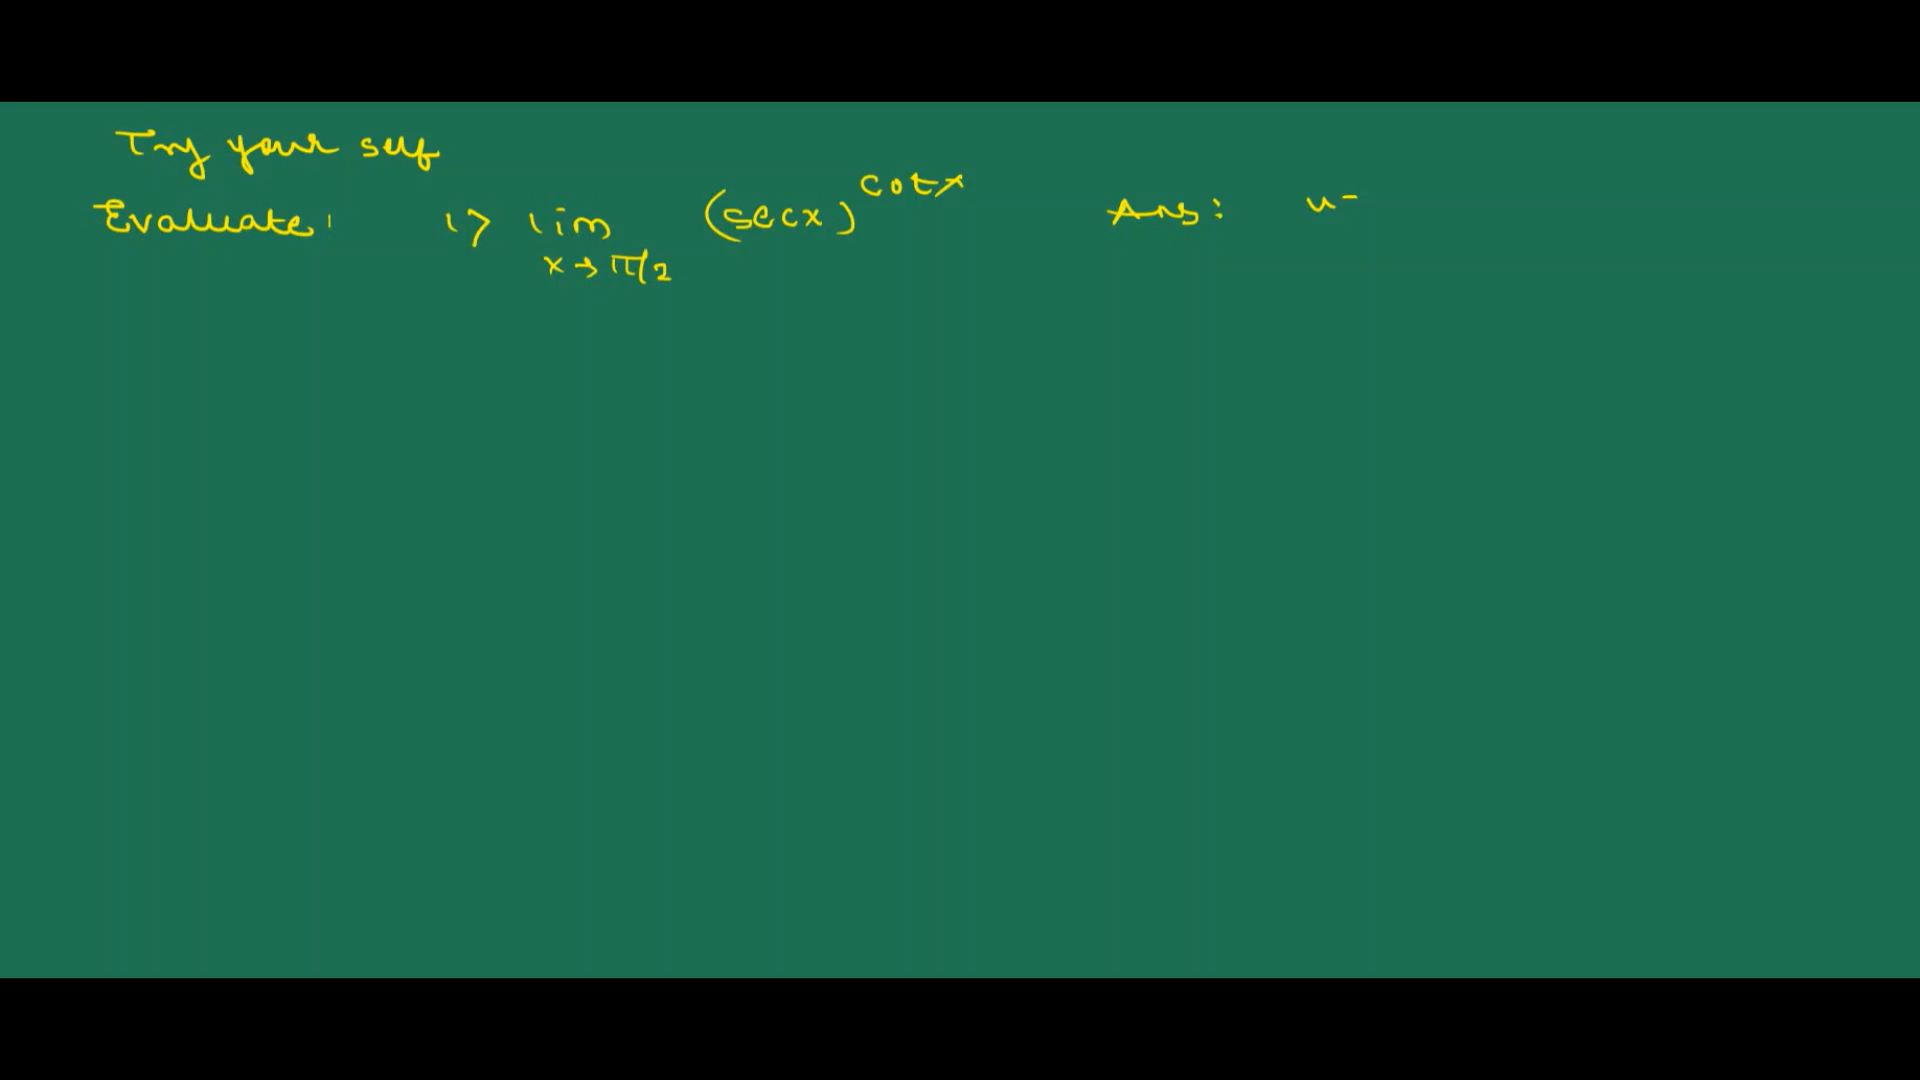 Try your self
Evaluate: 1) lim (secx)^cotx Ans:
x→π/2